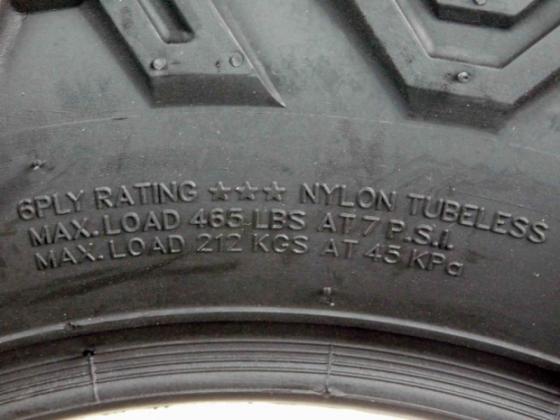 6PLY RATING ★★★ NYLON TUBELESS
MAX. LOAD 465 LBS AT 7 P.S.I.
MAX. LOAD 212 KGS AT 45 KPa